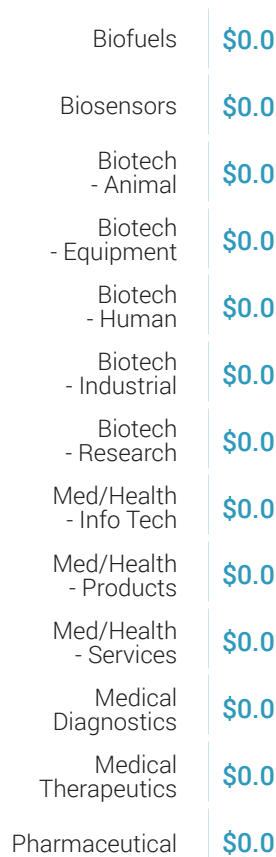 Biofuels $0.0
Biosensors $0.0
Biotech
- Animal $0.0
Biotech
- Equipment $0.0
Biotech
- Human $0.0
Biotech
- Industrial $0.0
Biotech
- Research $0.0
Med/Health
- Info Tech $0.0
Med/Health
- Products $0.0
Med/Health
- Services $0.0
Medical
Diagnostics $0.0
Medical
Therapeutics $0.0
Pharmaceutical $0.0